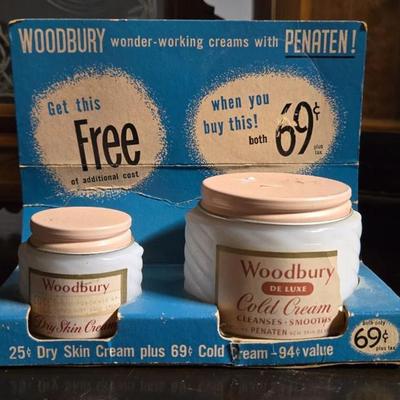 WOODBURY wonder-working creams with PENATEN!
Get this
Free
of additional cost
when you
buy this!
both 69¢
plus tax
Woodbury
Dry Skin Cream
Woodbury
DE LUXE
Cold Cream
CLEANSES · SMOOTHS
PENATEN
25¢ Dry Skin Cream plus 69¢ Cold Cream - 94¢ value
both only
69¢
plus tax